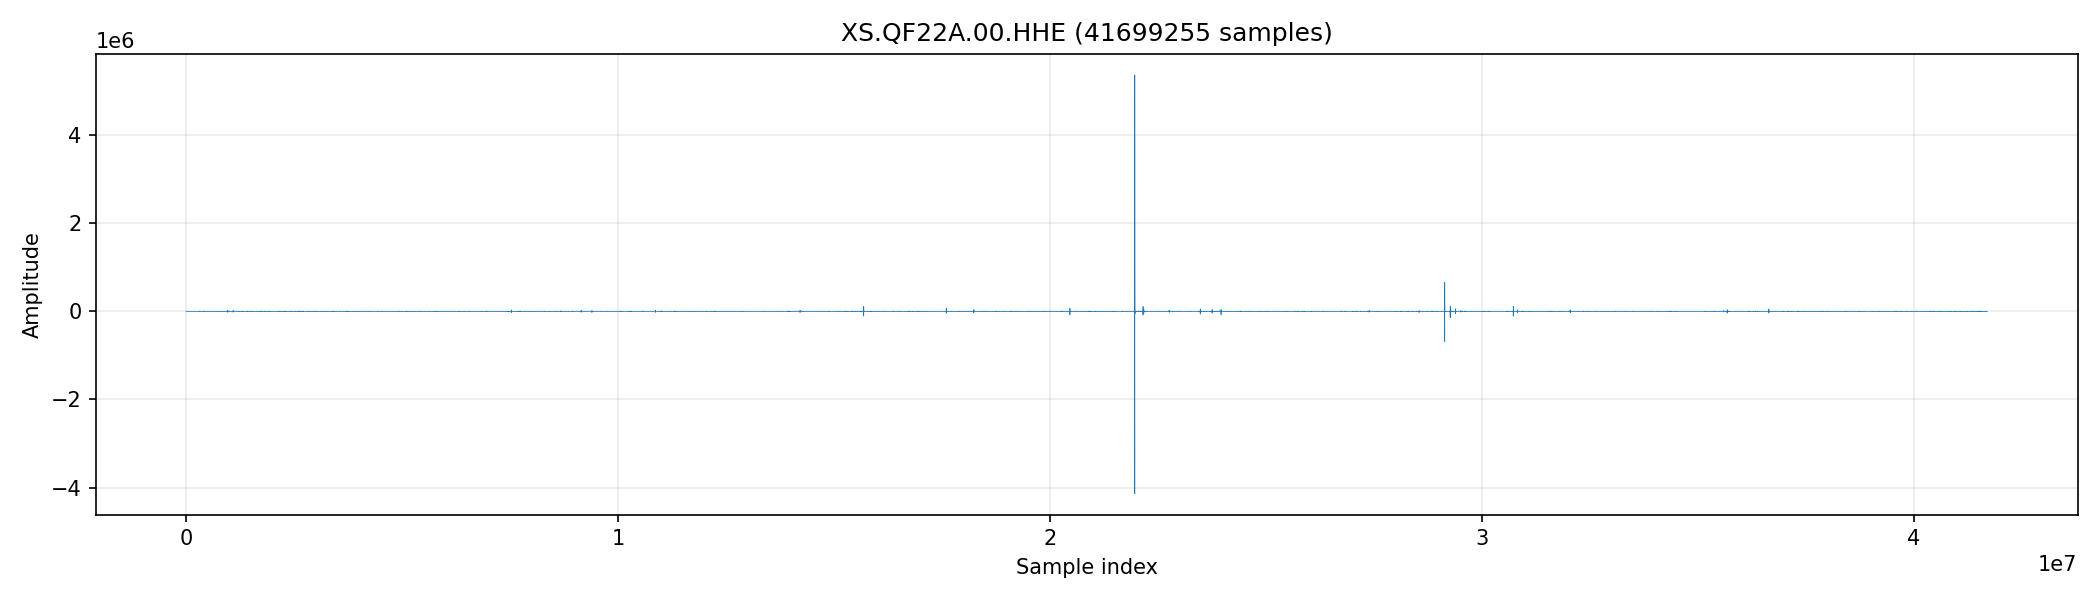 XS.QF22A.00.HHE (41699255 samples)
1e6
4
2
0
−2
−4
Amplitude
0 1 2 3 4
1e7
Sample index